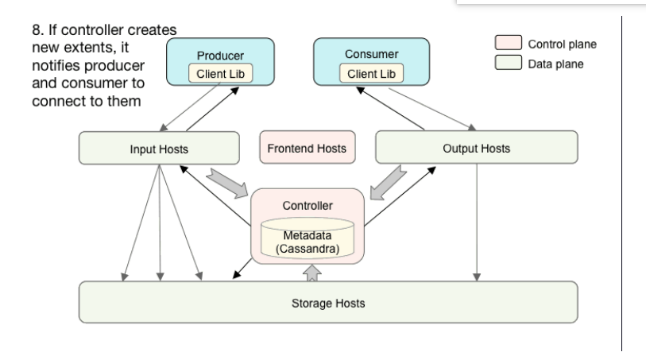 8. If controller creates
new extents, it
notifies producer
and consumer to
connect to them
Producer
Client Lib
Consumer
Client Lib
Control plane
Data plane
Input Hosts
Frontend Hosts
Output Hosts
Controller
Metadata
(Cassandra)
Storage Hosts